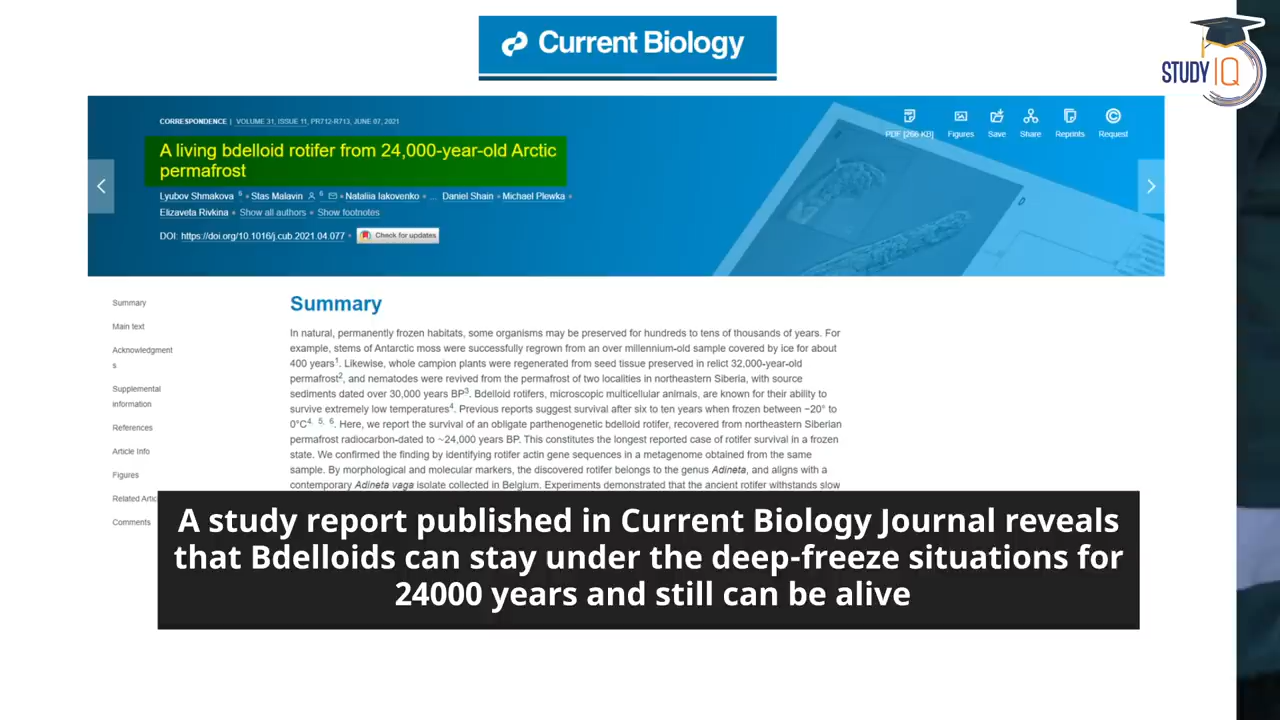 Current Biology
STUDY IQ
CORRESPONDENCE | VOLUME 31, ISSUE 11, PR712-R713, JUNE 07, 2021
PDF [266 KB] Figures Save Share Reprints Request
A living bdelloid rotifer from 24,000-year-old Arctic
permafrost
Lyubov Shmakova 6 • Stas Malavin 6 • Nataliia Iakovenko • ... Daniel Shain • Michael Plewka •
Elizaveta Rivkina • Show all authors • Show footnotes
DOI: https://doi.org/10.1016/j.cub.2021.04.077 • Check for updates
Summary
Main text
Acknowledgment
s
Supplemental
information
References
Article Info
Figures
Related Artic
Comments
Summary
In natural, permanently frozen habitats, some organisms may be preserved for hundreds to tens of thousands of years. For
example, stems of Antarctic moss were successfully regrown from an over millennium-old sample covered by ice for about
400 years1. Likewise, whole campion plants were regenerated from seed tissue preserved in relict 32,000-year-old
permafrost2, and nematodes were revived from the permafrost of two localities in northeastern Siberia, with source
sediments dated over 30,000 years BP3. Bdelloid rotifers, microscopic multicellular animals, are known for their ability to
survive extremely low temperatures4. Previous reports suggest survival after six to ten years when frozen between −20° to
0°C4, 5, 6. Here, we report the survival of an obligate parthenogenetic bdelloid rotifer, recovered from northeastern Siberian
permafrost radiocarbon-dated to ~24,000 years BP. This constitutes the longest reported case of rotifer survival in a frozen
state. We confirmed the finding by identifying rotifer actin gene sequences in a metagenome obtained from the same
sample. By morphological and molecular markers, the discovered rotifer belongs to the genus Adineta, and aligns with a
contemporary Adineta vaga isolate collected in Belgium. Experiments demonstrated that the ancient rotifer withstands slow
A study report published in Current Biology Journal reveals
that Bdelloids can stay under the deep-freeze situations for
24000 years and still can be alive